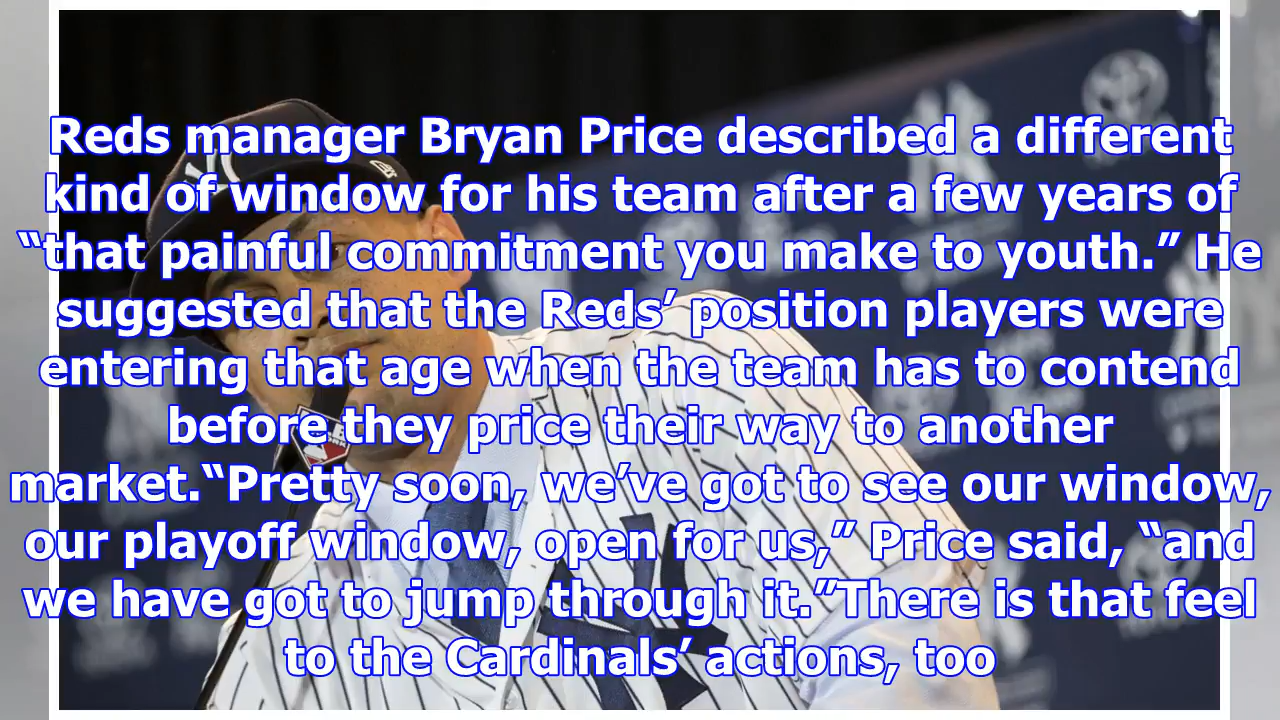 Reds manager Bryan Price described a different
kind of window for his team after a few years of
“that painful commitment you make to youth.” He
suggested that the Reds’ position players were
entering that age when the team has to contend
before they price their way to another
market.“Pretty soon, we’ve got to see our window,
our playoff window, open for us,” Price said, “and
we have got to jump through it.”There is that feel
to the Cardinals’ actions, too